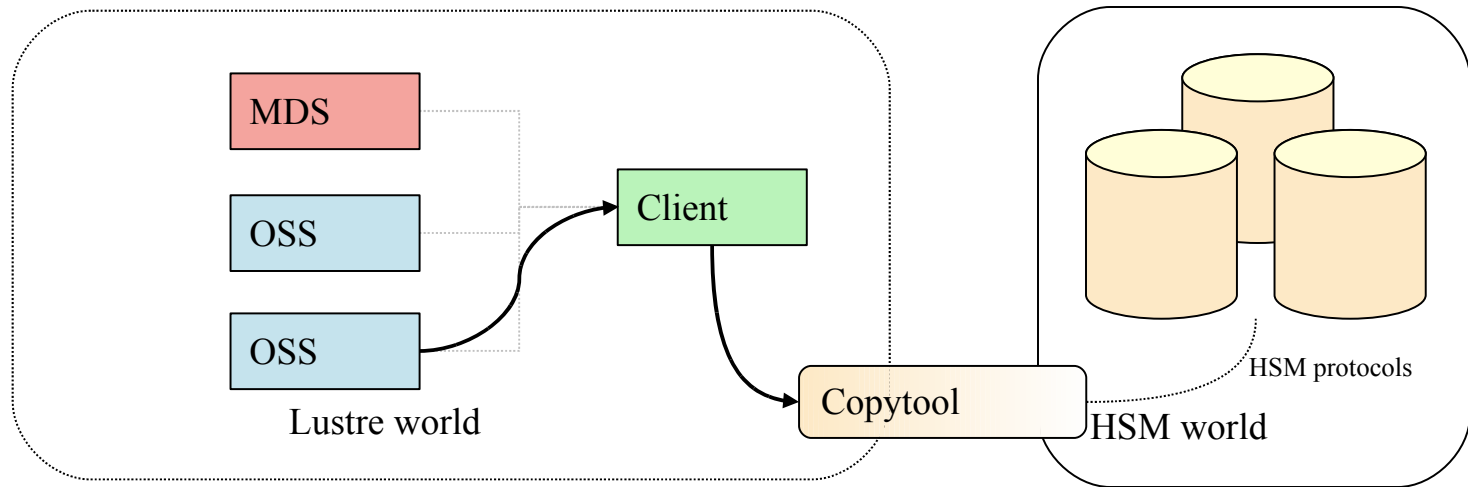 MDS
OSS
Client
OSS
Lustre world
Copytool
HSM protocols
HSM world